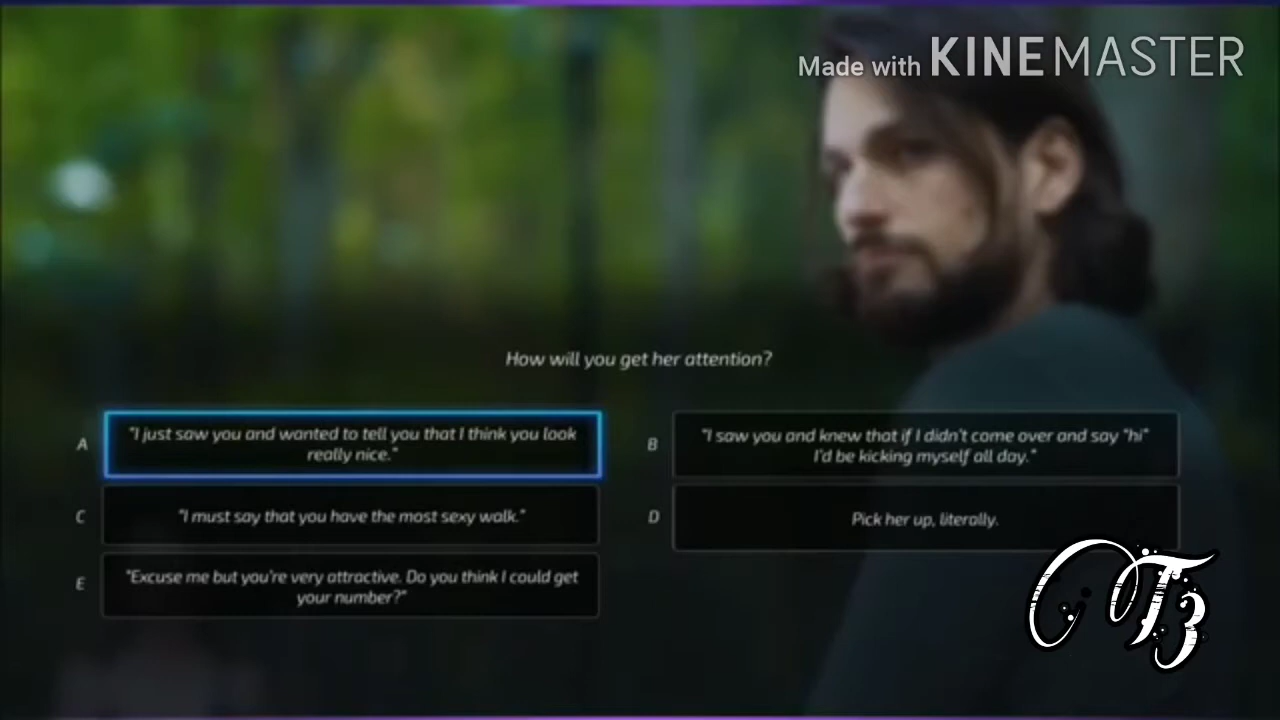 Made with KINEMASTER
How will you get her attention?
A
"I just saw you and wanted to tell you that I think you look
really nice."
B
"I saw you and knew that if I didn't come over and say "hi"
I'd be kicking myself all day."
C
"I must say that you have the most sexy walk."
D
Pick her up, literally.
E
"Excuse me but you're very attractive. Do you think I could get
your number?"